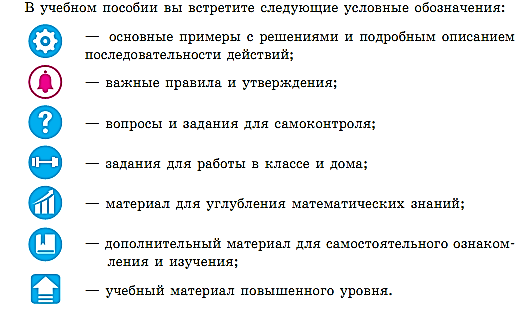 В учебном пособии вы встретите следующие условные обозначения:
— основные примеры с решениями и подробным описанием
последовательности действий;
— важные правила и утверждения;
?
— вопросы и задания для самоконтроля;
— задания для работы в классе и дома;
— материал для углубления математических знаний;
— дополнительный материал для самостоятельного ознаком-
ления и изучения;
— учебный материал повышенного уровня.